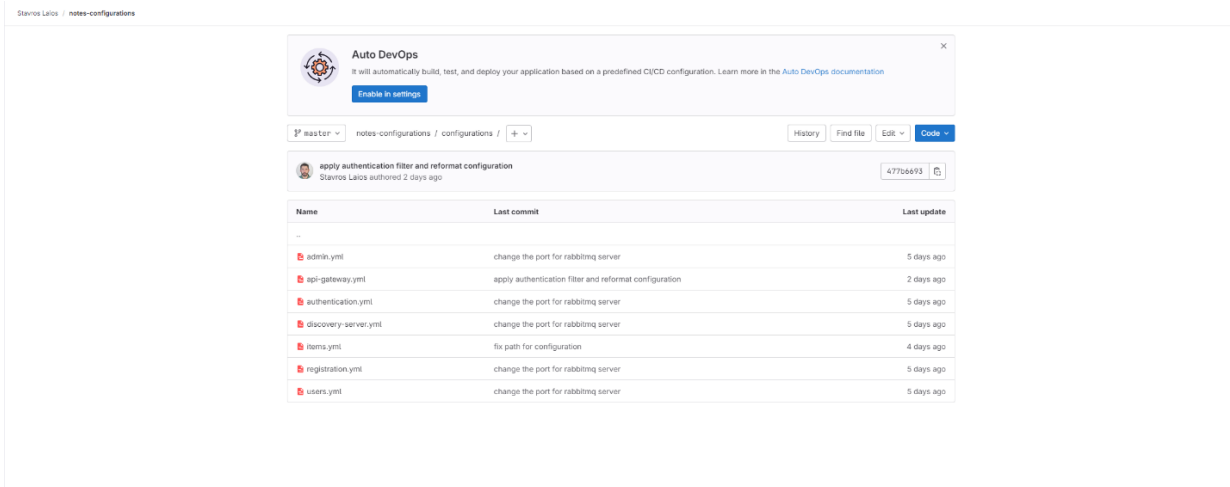 Stavros Laios / notes-configurations
Auto DevOps
It will automatically build, test, and deploy your application based on a predefined CI/CD configuration. Learn more in the Auto DevOps documentation
Enable in settings
master notes-configurations / configurations / +
History Find file Edit Code
apply authentication filter and reformat configuration
Stavros Laios authored 2 days ago
477b6693
Name Last commit Last update
..
admin.yml change the port for rabbitmq server 5 days ago
api-gateway.yml apply authentication filter and reformat configuration 2 days ago
authentication.yml change the port for rabbitmq server 5 days ago
discovery-server.yml change the port for rabbitmq server 5 days ago
items.yml fix path for configuration 4 days ago
registration.yml change the port for rabbitmq server 5 days ago
users.yml change the port for rabbitmq server 5 days ago